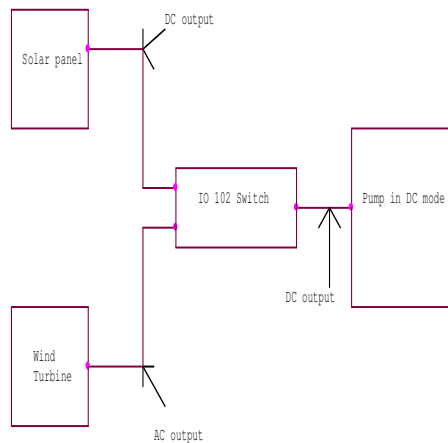 DC output
Solar panel
IO 102 Switch
Pump in DC mode
DC output
Wind
Turbine
AC output